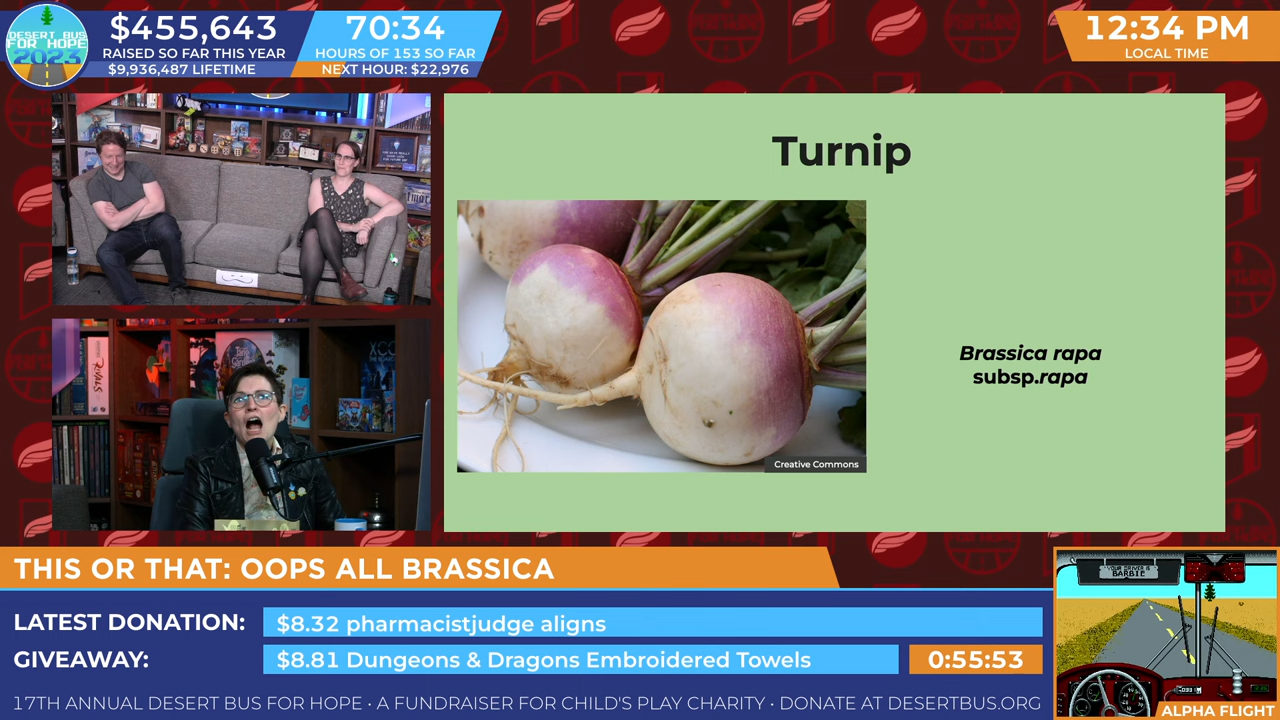 DESERT BUS
FOR HOPE
2023
$455,643
RAISED SO FAR THIS YEAR
$9,936,487 LIFETIME
70:34
HOURS OF 153 SO FAR
NEXT HOUR: $22,976
12:34 PM
LOCAL TIME
Turnip
Brassica rapa
subsp.rapa
Creative Commons
RIVALS
THIS OR THAT: OOPS ALL BRASSICA
LATEST DONATION:
$8.32 pharmacistjudge aligns
GIVEAWAY:
$8.81 Dungeons & Dragons Embroidered Towels
0:55:53
YOUR DRIVER IS
BARBIE
ALPHA FLIGHT
17TH ANNUAL DESERT BUS FOR HOPE • A FUNDRAISER FOR CHILD'S PLAY CHARITY • DONATE AT DESERTBUS.ORG